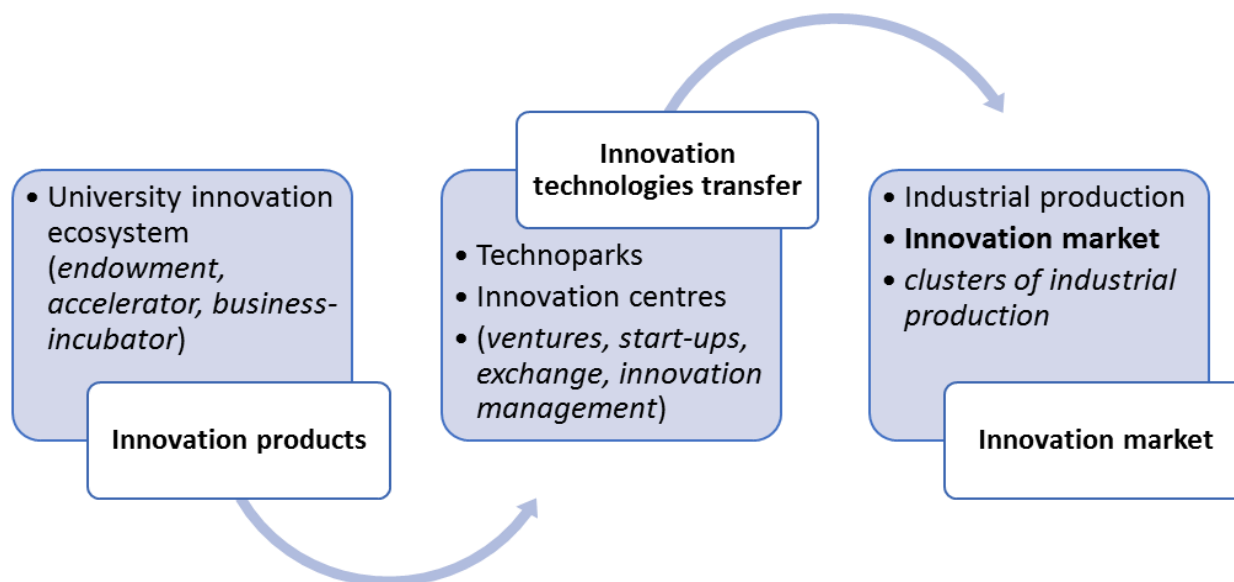 • University innovation
ecosystem
(endowment,
accelerator, business-
incubator)
Innovation products
Innovation
technologies transfer
• Technoparks
• Innovation centres
• (ventures, start-ups,
exchange, innovation
management)
• Industrial production
• Innovation market
• clusters of industrial
production
Innovation market